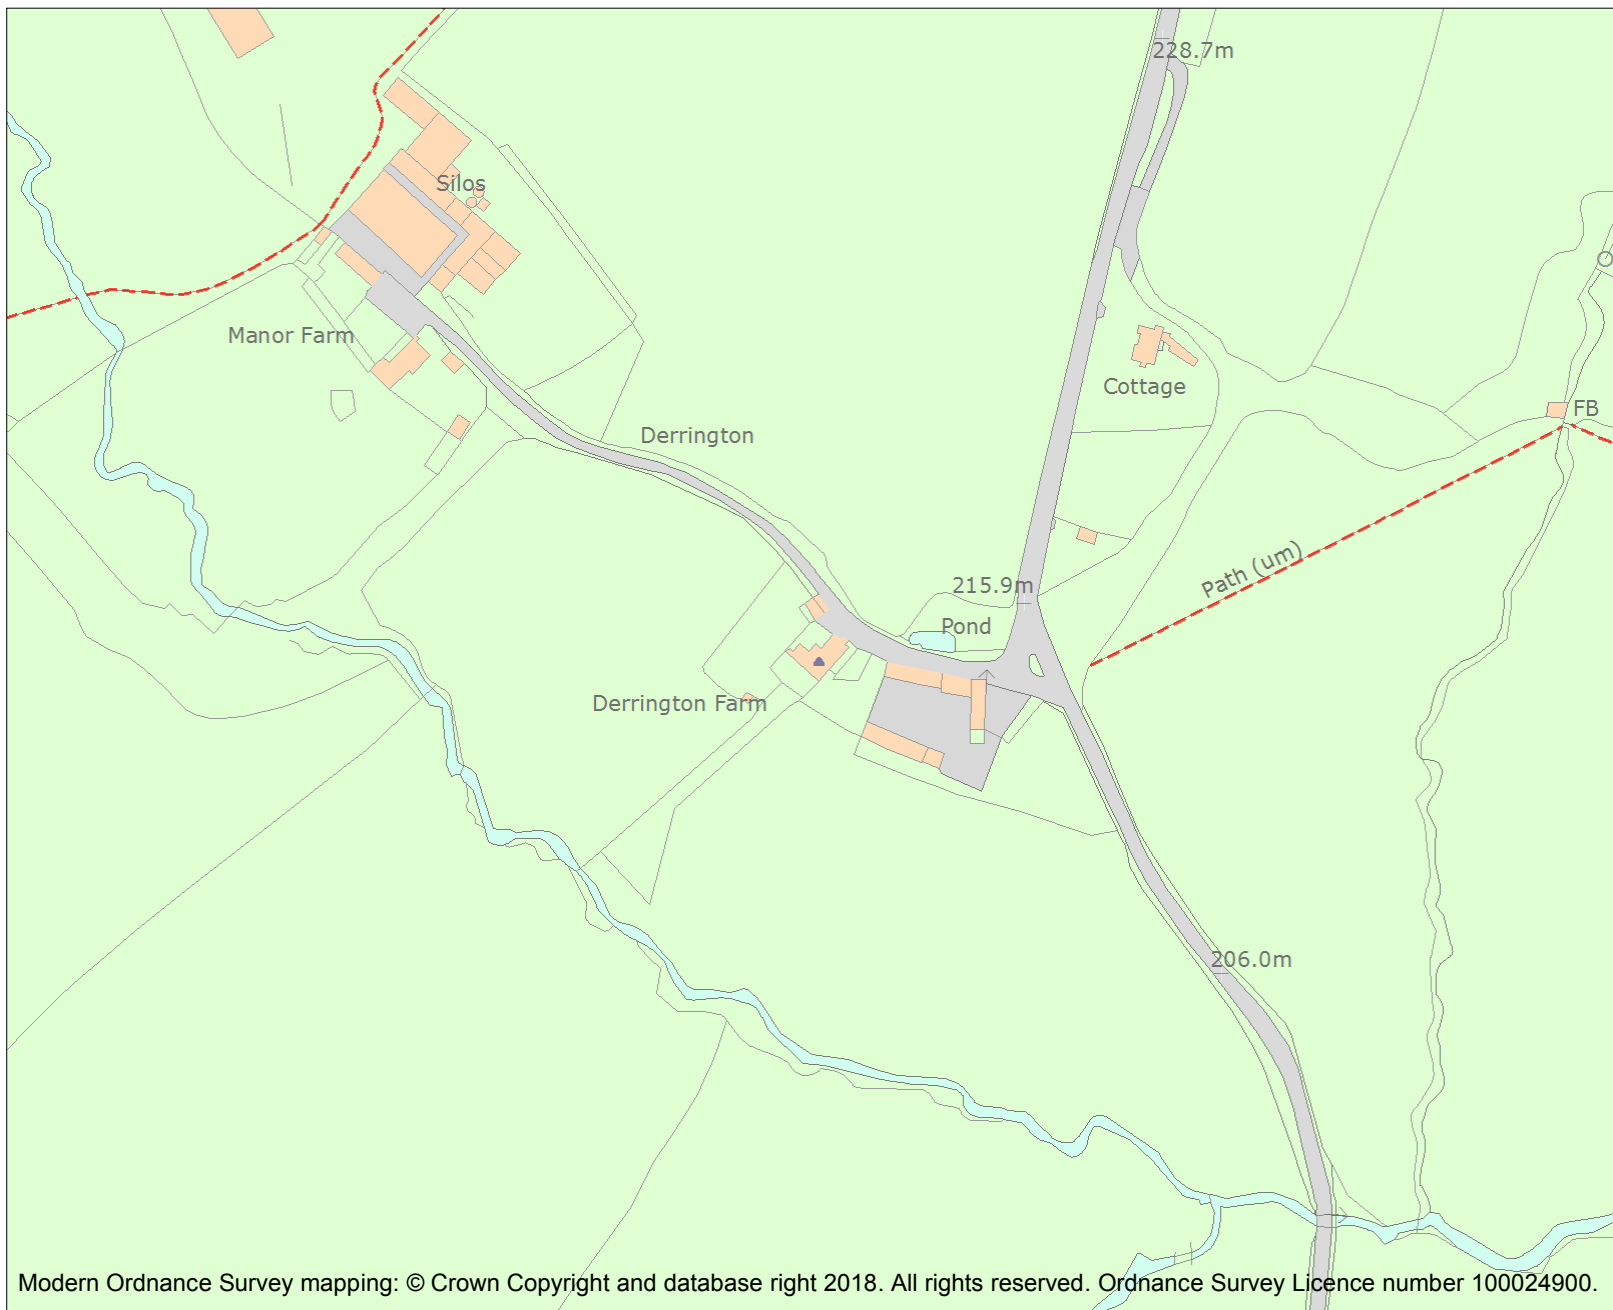 228.7m
Silos
Manor Farm
Cottage
FB
Derrington
Path (um)
215.9m
Pond
Derrington Farm
206.0m
Modern Ordnance Survey mapping: © Crown Copyright and database right 2018. All rights reserved. Ordnance Survey Licence number 100024900.